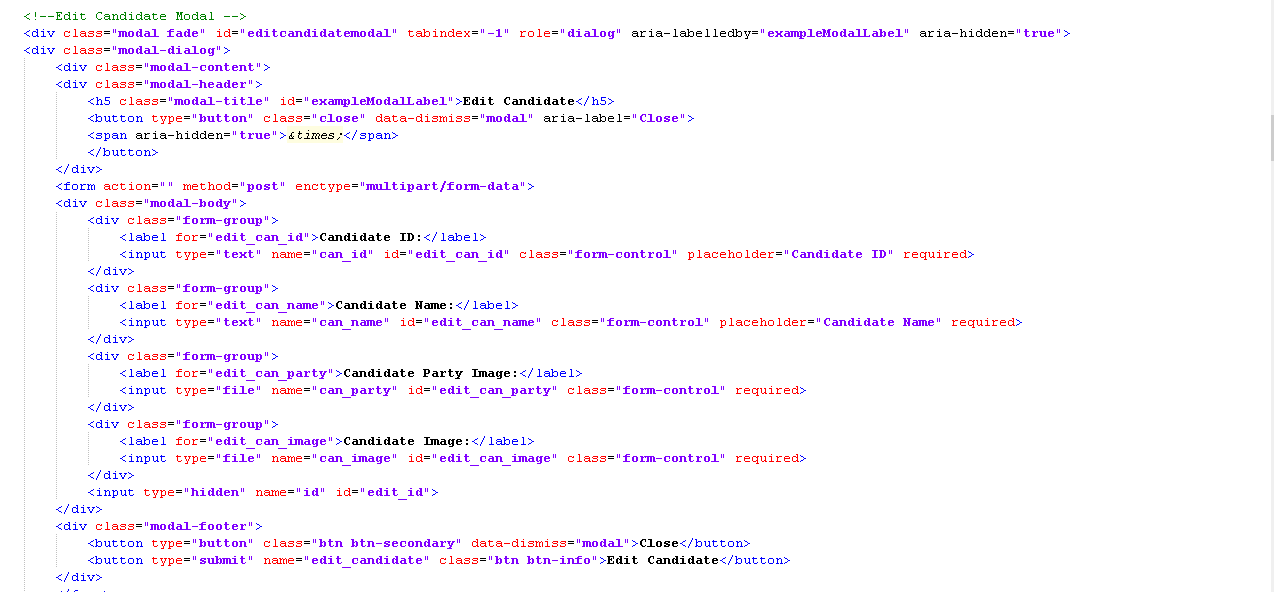 <!--Edit Candidate Modal -->
<div class="modal fade" id="editcandidatemodal" tabindex="-1" role="dialog" aria-labelledby="exampleModalLabel" aria-hidden="true">
<div class="modal-dialog">
<div class="modal-content">
<div class="modal-header">
<h5 class="modal-title" id="exampleModalLabel">Edit Candidate</h5>
<button type="button" class="close" data-dismiss="modal" aria-label="Close">
<span aria-hidden="true">&times;</span>
</button>
</div>
<form action="" method="post" enctype="multipart/form-data">
<div class="modal-body">
<div class="form-group">
<label for="edit_can_id">Candidate ID:</label>
<input type="text" name="can_id" id="edit_can_id" class="form-control" placeholder="Candidate ID" required>
</div>
<div class="form-group">
<label for="edit_can_name">Candidate Name:</label>
<input type="text" name="can_name" id="edit_can_name" class="form-control" placeholder="Candidate Name" required>
</div>
<div class="form-group">
<label for="edit_can_party">Candidate Party Image:</label>
<input type="file" name="can_party" id="edit_can_party" class="form-control" required>
</div>
<div class="form-group">
<label for="edit_can_image">Candidate Image:</label>
<input type="file" name="can_image" id="edit_can_image" class="form-control" required>
</div>
<input type="hidden" name="id" id="edit_id">
</div>
<div class="modal-footer">
<button type="button" class="btn btn-secondary" data-dismiss="modal">Close</button>
<button type="submit" name="edit_candidate" class="btn btn-info">Edit Candidate</button>
</div>